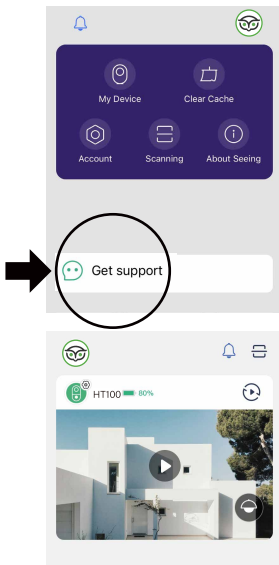 My Device
Clear Cache
Account
Scanning
About Seeing
Get support
HT100
80%